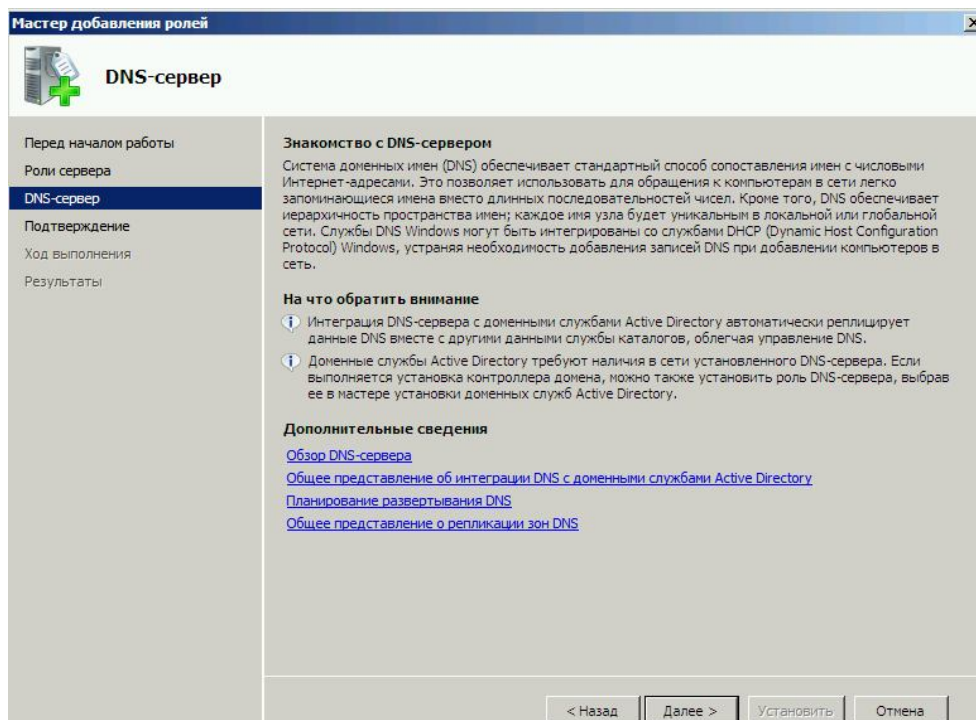 Мастер добавления ролей
DNS-сервер
Перед началом работы
Роли сервера
DNS-сервер
Подтверждение
Ход выполнения
Результаты
Знакомство с DNS-сервером
Система доменных имен (DNS) обеспечивает стандартный способ сопоставления имен с числовыми
Интернет-адресами. Это позволяет использовать для обращения к компьютерам в сети легко
запоминающиеся имена вместо длинных последовательностей чисел. Кроме того, DNS обеспечивает
иерархичность пространства имен; каждое имя узла будет уникальным в локальной или глобальной
сети. Службы DNS Windows могут быть интегрированы со службами DHCP (Dynamic Host Configuration
Protocol) Windows, устраняя необходимость добавления записей DNS при добавлении компьютеров в
сеть.
На что обратить внимание
Интеграция DNS-сервера с доменными службами Active Directory автоматически реплицирует
данные DNS вместе с другими данными службы каталогов, облегчая управление DNS.
Доменные службы Active Directory требуют наличия в сети установленного DNS-сервера. Если
выполняется установка контроллера домена, можно также установить роль DNS-сервера, выбрав
ее в мастере установки доменных служб Active Directory.
Дополнительные сведения
Обзор DNS-сервера
Общее представление об интеграции DNS с доменными службами Active Directory
Планирование развертывания DNS
Общее представление о репликации зон DNS
< Назад Далее > Установить Отмена